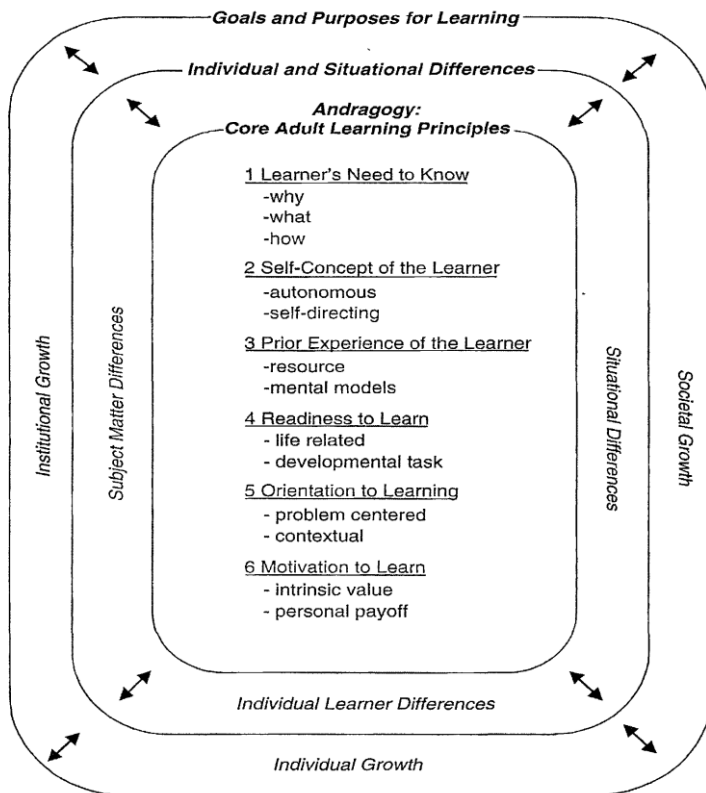 Goals and Purposes for Learning
Individual and Situational Differences
Andragogy:
Core Adult Learning Principles
1 Learner's Need to Know
-why
-what
-how
2 Self-Concept of the Learner
-autonomous
-self-directing
3 Prior Experience of the Learner
-resource
-mental models
4 Readiness to Learn
- life related
- developmental task
5 Orientation to Learning
- problem centered
- contextual
6 Motivation to Learn
- intrinsic value
- personal payoff
Institutional Growth
Subject Matter Differences
Situational Differences
Societal Growth
Individual Learner Differences
Individual Growth